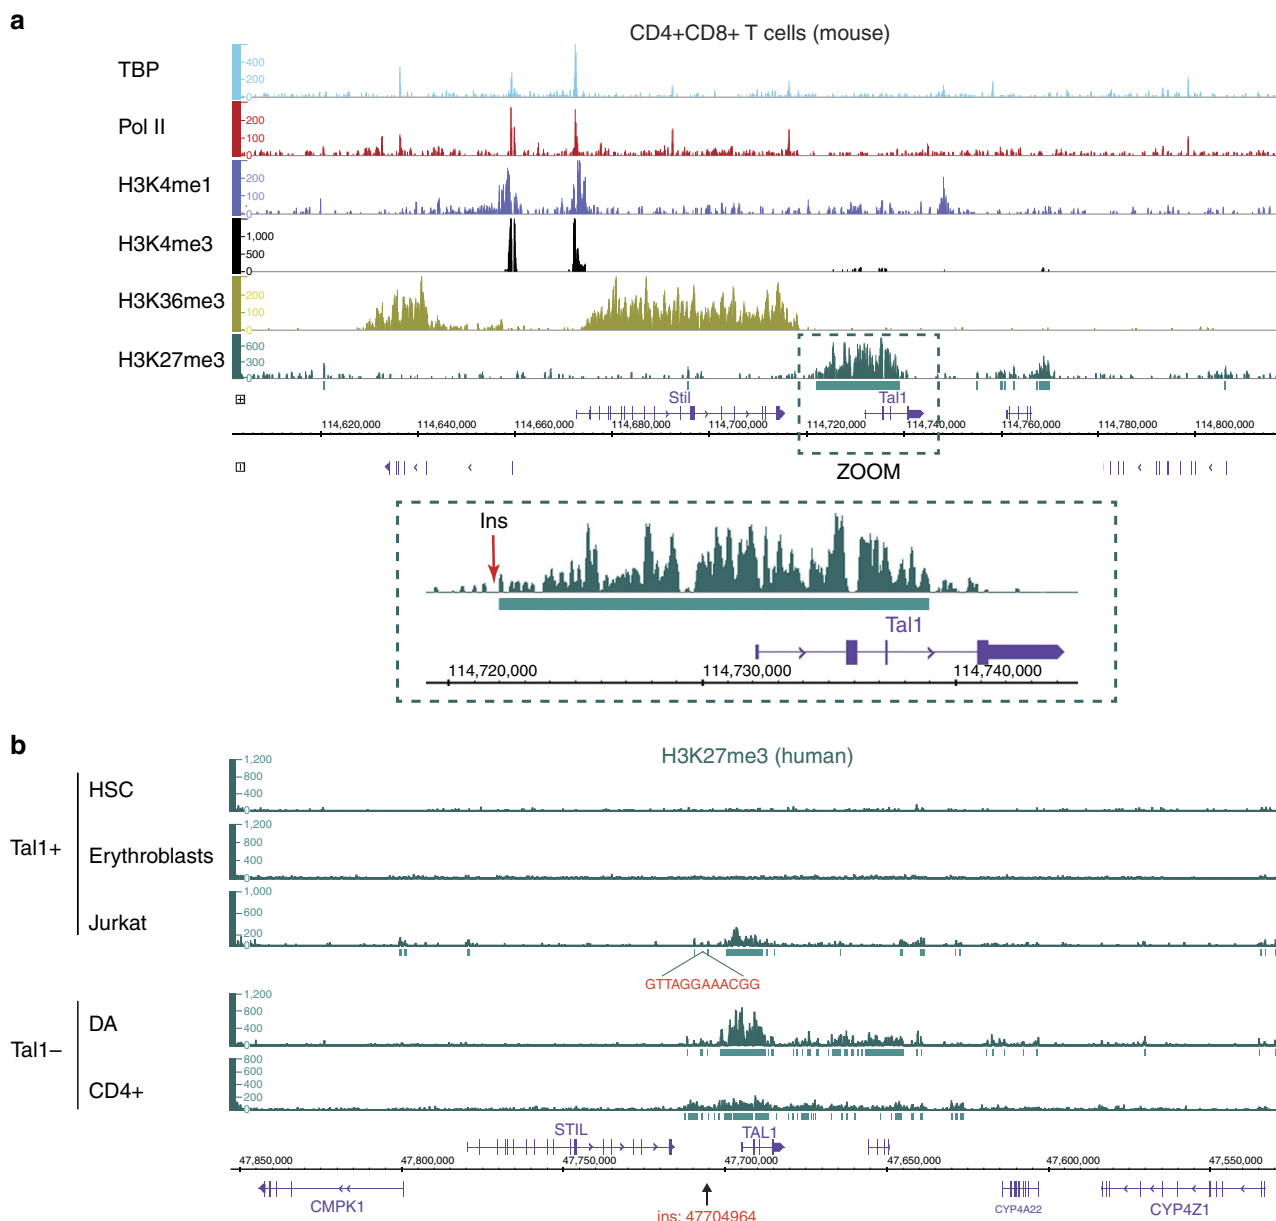 a
CD4+CD8+ T cells (mouse)
TBP
400
200
0
Pol II
200
100
0
H3K4me1
200
100
0
H3K4me3
1,000
500
0
H3K36me3
200
100
0
H3K27me3
600
300
0
Stil
Tal1
114,620,000 114,640,000 114,660,000 114,680,000 114,700,000 114,720,000 114,740,000 114,760,000 114,780,000 114,800,000
ZOOM
Ins
Tal1
114,720,000 114,730,000 114,740,000
b
H3K27me3 (human)
Tal1+
HSC
1,200
800
400
0
Erythroblasts
1,200
800
400
0
Jurkat
1,000
600
200
0
GTTAGGAAACGG
Tal1–
DA
1,200
800
400
0
CD4+
800
600
400
200
0
STIL
TAL1
47,850,000 47,800,000 47,750,000 47,700,000 47,650,000 47,600,000 47,550,000
CMPK1
CYP4A22
CYP4Z1
ins: 47704964